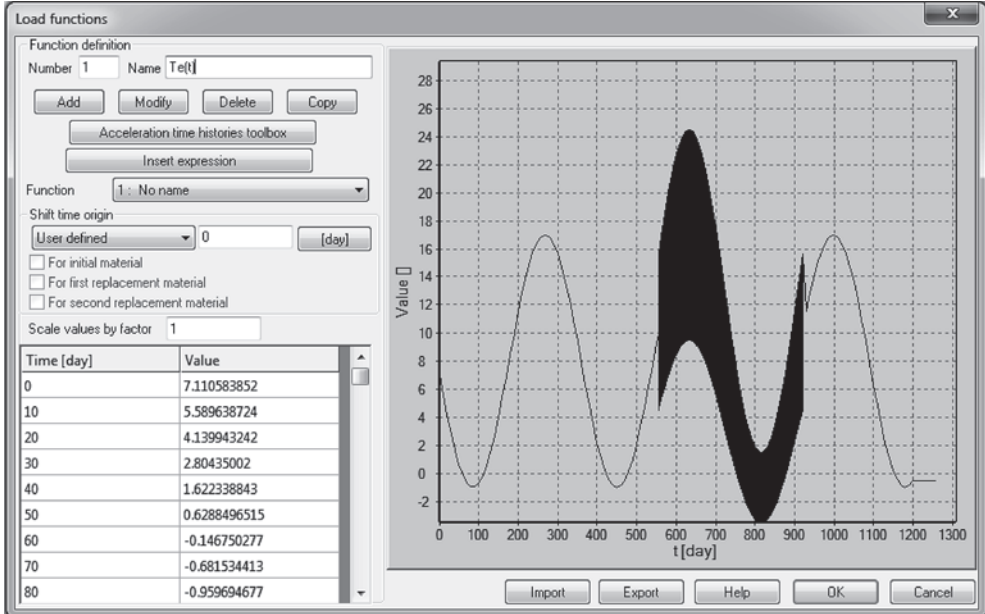 Load functions
Function definition
Number 1 Name Te(t)
Add Modify Delete Copy
Acceleration time histories toolbox
Insert expression
Function 1 : No name
Shift time origin
User defined 0 [day]
For initial material
For first replacement material
For second replacement material
Scale values by factor 1
Time [day] Value
0 7.110583852
10 5.589638724
20 4.139943242
30 2.80435002
40 1.622338843
50 0.6288496515
60 -0.146750277
70 -0.681534413
80 -0.959694677
Value []
28
26
24
22
20
18
16
14
12
10
8
6
4
2
0
-2
0 100 200 300 400 500 600 700 800 900 1000 1100 1200 1300
t [day]
Import Export Help OK Cancel